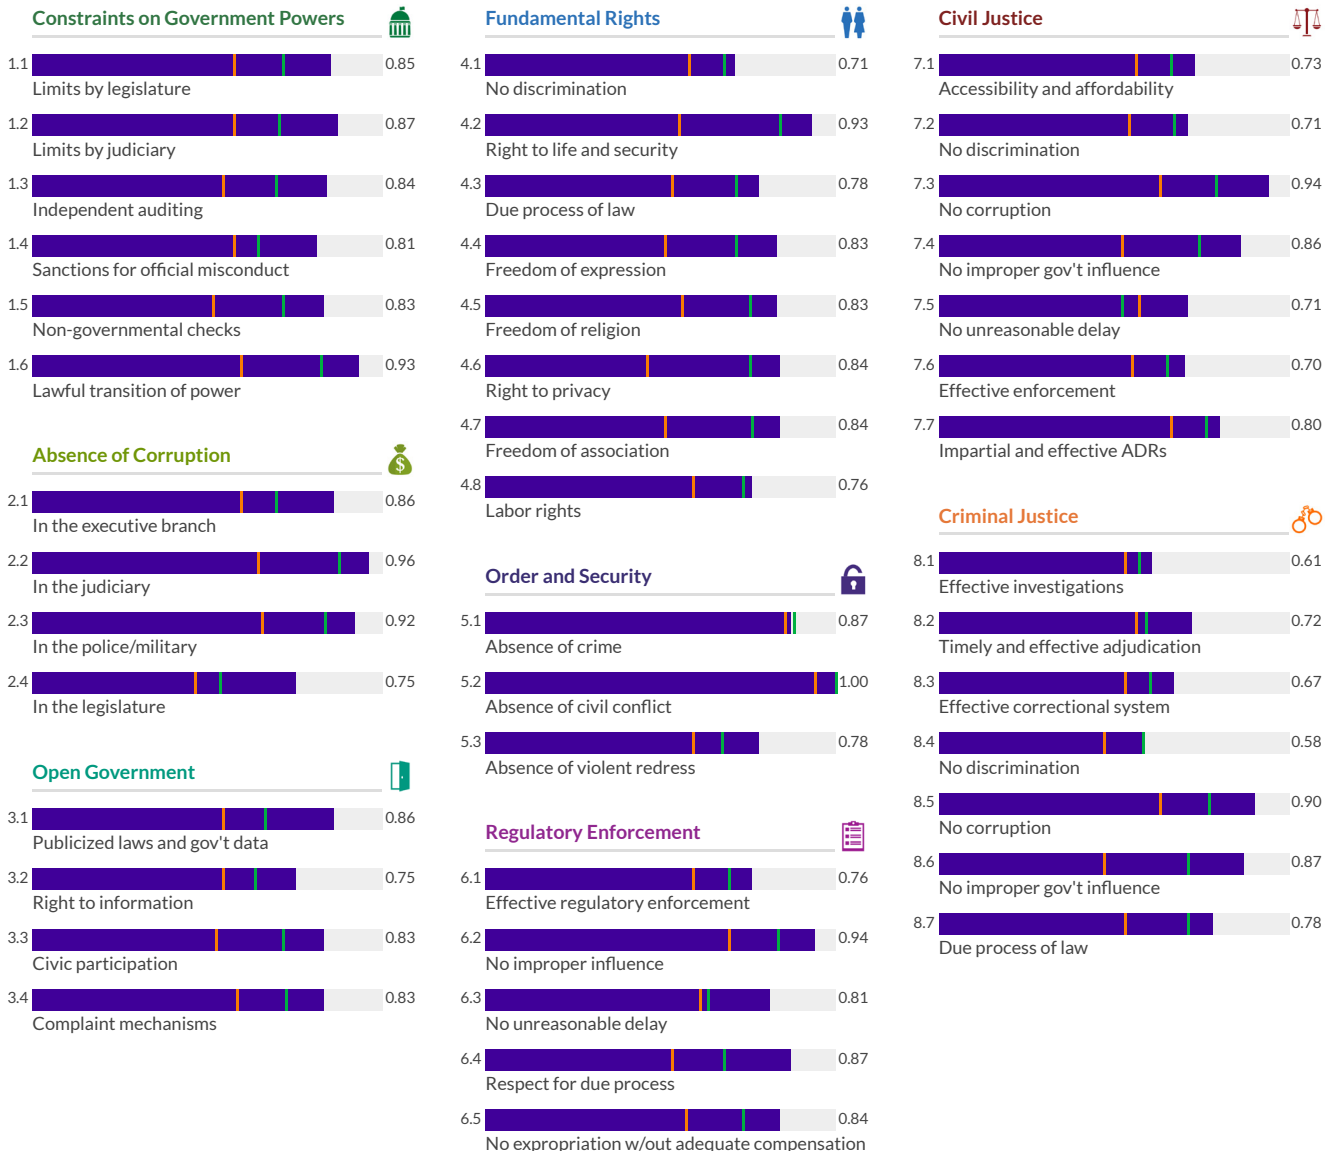 Constraints on Government Powers
1.1 0.85
Limits by legislature
1.2 0.87
Limits by judiciary
1.3 0.84
Independent auditing
1.4 0.81
Sanctions for official misconduct
1.5 0.83
Non-governmental checks
1.6 0.93
Lawful transition of power
Absence of Corruption
$
2.1 0.86
In the executive branch
2.2 0.96
In the judiciary
2.3 0.92
In the police/military
2.4 0.75
In the legislature
Open Government
3.1 0.86
Publicized laws and gov't data
3.2 0.75
Right to information
3.3 0.83
Civic participation
3.4 0.83
Complaint mechanisms
Fundamental Rights
4.1 0.71
No discrimination
4.2 0.93
Right to life and security
4.3 0.78
Due process of law
4.4 0.83
Freedom of expression
4.5 0.83
Freedom of religion
4.6 0.84
Right to privacy
4.7 0.84
Freedom of association
4.8 0.76
Labor rights
Order and Security
5.1 0.87
Absence of crime
5.2 1.00
Absence of civil conflict
5.3 0.78
Absence of violent redress
Regulatory Enforcement
6.1 0.76
Effective regulatory enforcement
6.2 0.94
No improper influence
6.3 0.81
No unreasonable delay
6.4 0.87
Respect for due process
6.5 0.84
No expropriation w/out adequate compensation
Civil Justice
7.1 0.73
Accessibility and affordability
7.2 0.71
No discrimination
7.3 0.94
No corruption
7.4 0.86
No improper gov't influence
7.5 0.71
No unreasonable delay
7.6 0.70
Effective enforcement
7.7 0.80
Impartial and effective ADRs
Criminal Justice
8.1 0.61
Effective investigations
8.2 0.72
Timely and effective adjudication
8.3 0.67
Effective correctional system
8.4 0.58
No discrimination
8.5 0.90
No corruption
8.6 0.87
No improper gov't influence
8.7 0.78
Due process of law